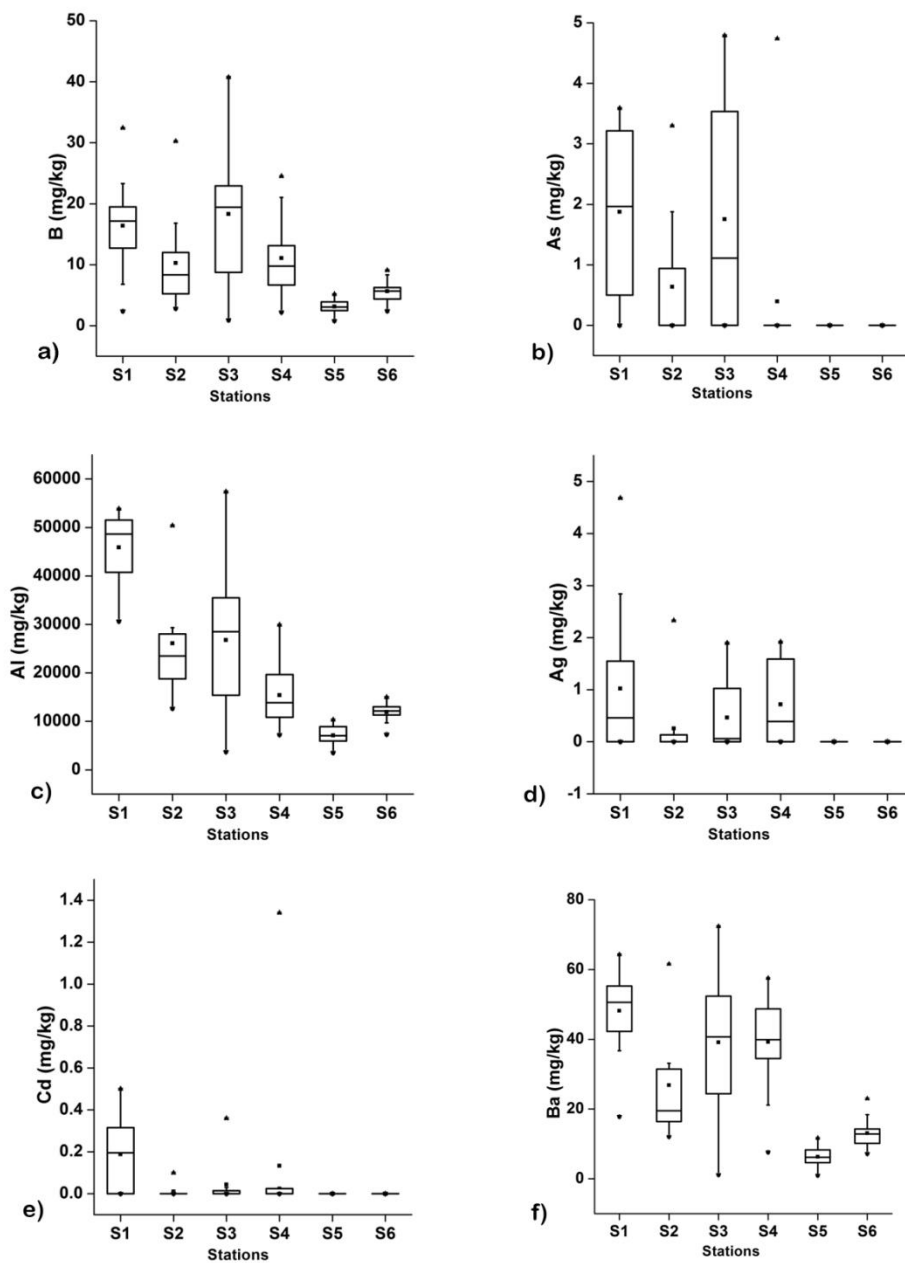 50
40
30
20
10
0
B (mg/kg)
S1 S2 S3 S4 S5 S6
Stations
a)
5
4
3
2
1
0
As (mg/kg)
S1 S2 S3 S4 S5 S6
Stations
b)
60000
50000
40000
30000
20000
10000
0
Al (mg/kg)
S1 S2 S3 S4 S5 S6
Stations
c)
5
4
3
2
1
0
-1
Ag (mg/kg)
S1 S2 S3 S4 S5 S6
Stations
d)
1.4
1.2
1.0
0.8
0.6
0.4
0.2
0.0
Cd (mg/kg)
S1 S2 S3 S4 S5 S6
Stations
e)
80
60
40
20
0
Ba (mg/kg)
S1 S2 S3 S4 S5 S6
Stations
f)